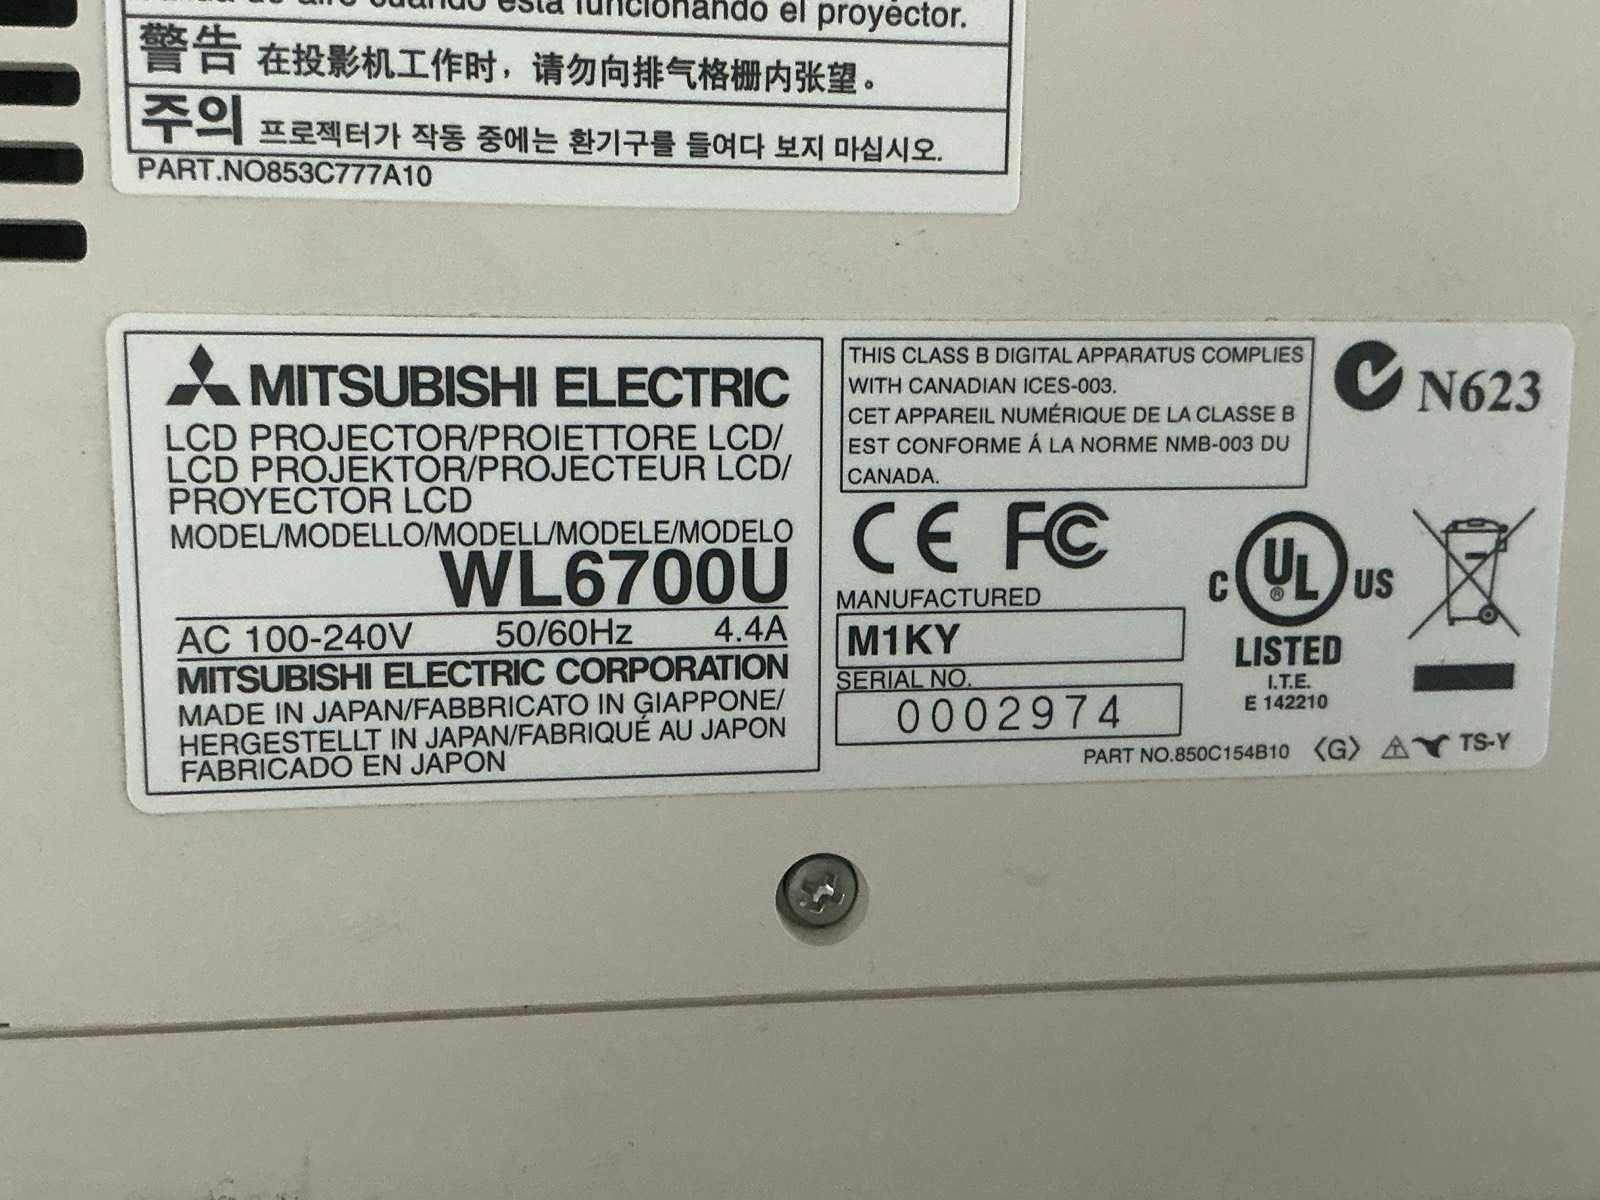 cuando está funcionando el proyector.
警告 在投影机工作时，请勿向排气格栅内张望。
주의 프로젝터가 작동 중에는 환기구를 들여다 보지 마십시오.
PART.NO853C777A10
MITSUBISHI ELECTRIC
LCD PROJECTOR/PROIETTORE LCD/
LCD PROJEKTOR/PROJECTEUR LCD/
PROYECTOR LCD
MODEL/MODELLO/MODELL/MODELE/MODELO
WL6700U
AC 100-240V 50/60Hz 4.4A
MITSUBISHI ELECTRIC CORPORATION
MADE IN JAPAN/FABBRICATO IN GIAPPONE/
HERGESTELLT IN JAPAN/FABRIQUÉ AU JAPON
FABRICADO EN JAPON
THIS CLASS B DIGITAL APPARATUS COMPLIES
WITH CANADIAN ICES-003.
CET APPAREIL NUMÉRIQUE DE LA CLASSE B
EST CONFORME Á LA NORME NMB-003 DU
CANADA.
N623
CE FC
MANUFACTURED
M1KY
SERIAL NO.
0002974
C UL® US
LISTED
I.T.E.
E 142210
PART NO.850C154B10 〈G〉 TS-Y